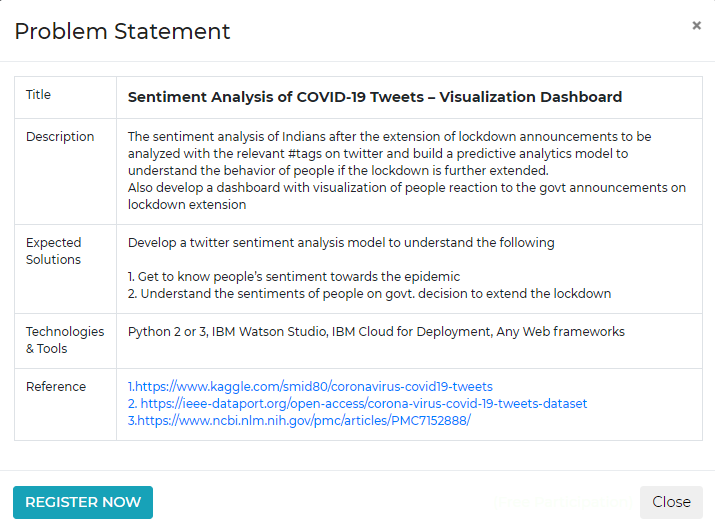 Problem Statement
×
Title
Sentiment Analysis of COVID-19 Tweets – Visualization Dashboard
Description
The sentiment analysis of Indians after the extension of lockdown announcements to be
analyzed with the relevant #tags on twitter and build a predictive analytics model to
understand the behavior of people if the lockdown is further extended.
Also develop a dashboard with visualization of people reaction to the govt announcements on
lockdown extension
Expected
Solutions
Develop a twitter sentiment analysis model to understand the following
1. Get to know people’s sentiment towards the epidemic
2. Understand the sentiments of people on govt. decision to extend the lockdown
Technologies
& Tools
Python 2 or 3, IBM Watson Studio, IBM Cloud for Deployment, Any Web frameworks
Reference
1.https://www.kaggle.com/smid80/coronavirus-covid19-tweets
2. https://ieee-dataport.org/open-access/corona-virus-covid-19-tweets-dataset
3.https://www.ncbi.nlm.nih.gov/pmc/articles/PMC7152888/
REGISTER NOW
Close